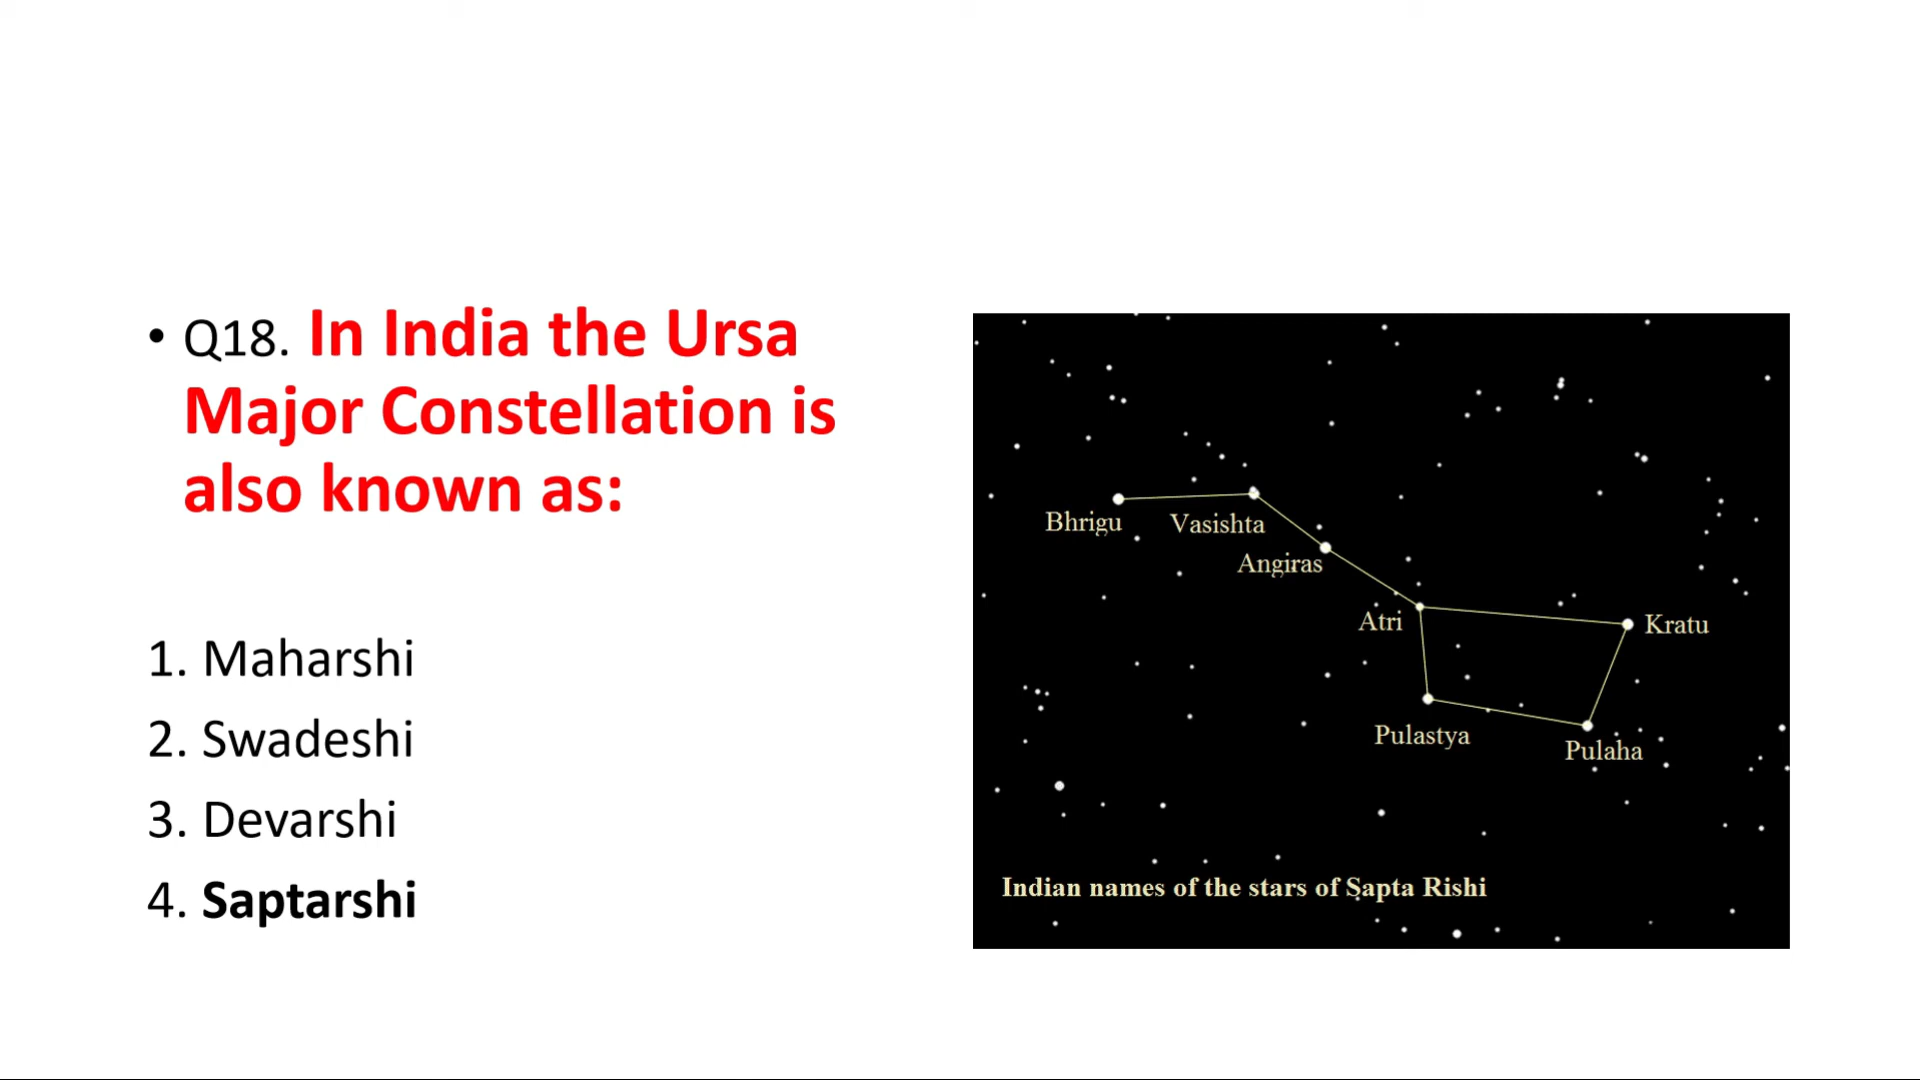 • Q18. In India the Ursa
Major Constellation is
also known as:
1. Maharshi
2. Swadeshi
3. Devarshi
4. Saptarshi
Bhrigu
Vasishta
Angiras
Atri
Kratu
Pulastya
Pulaha
Indian names of the stars of Sapta Rishi